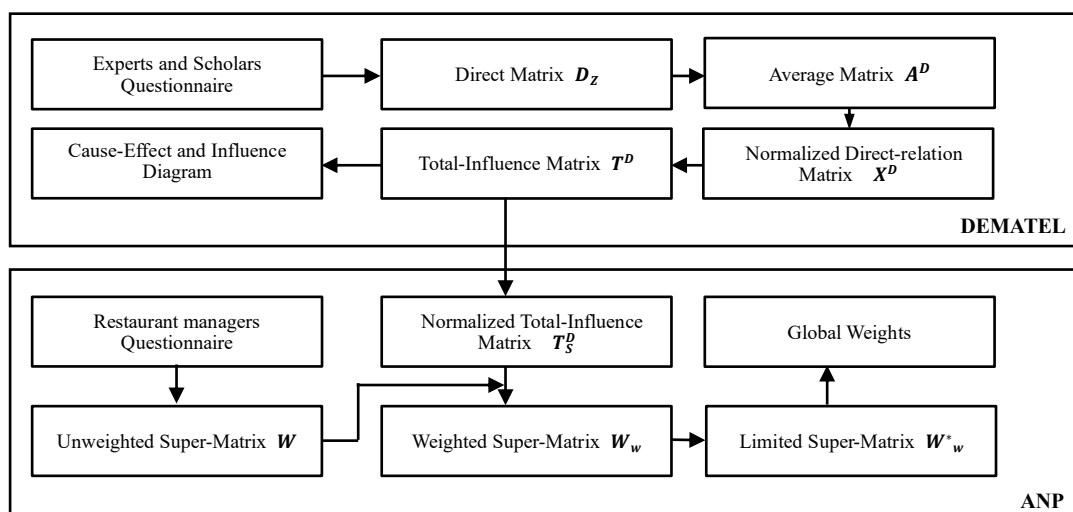 Experts and Scholars
Questionnaire
Direct Matrix D_Z
Average Matrix A^D
Cause-Effect and Influence
Diagram
Total-Influence Matrix T^D
Normalized Direct-relation
Matrix X^D
DEMATEL
Restaurant managers
Questionnaire
Normalized Total-Influence
Matrix T_S^D
Global Weights
Unweighted Super-Matrix W
Weighted Super-Matrix W_w
Limited Super-Matrix W^*_w
ANP